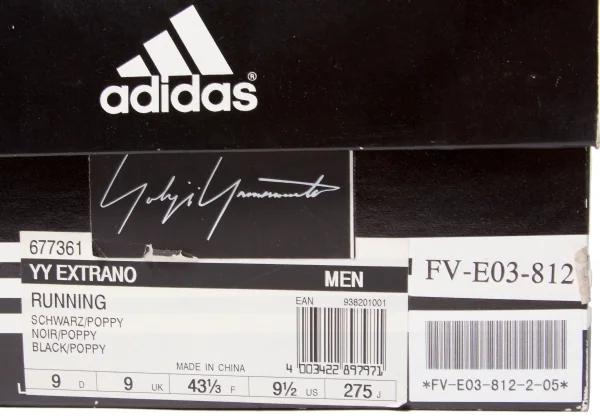 adidas®
Yohji Yamamoto
677361
YY EXTRANO MEN
FV-E03-812
RUNNING
SCHWARZ/POPPY
NOIR/POPPY
BLACK/POPPY
EAN 938201001
4 003422 897971
MADE IN CHINA
9 D 9 UK 43⅓ F 9½ US 275 J
*FV-E03-812-2-05*